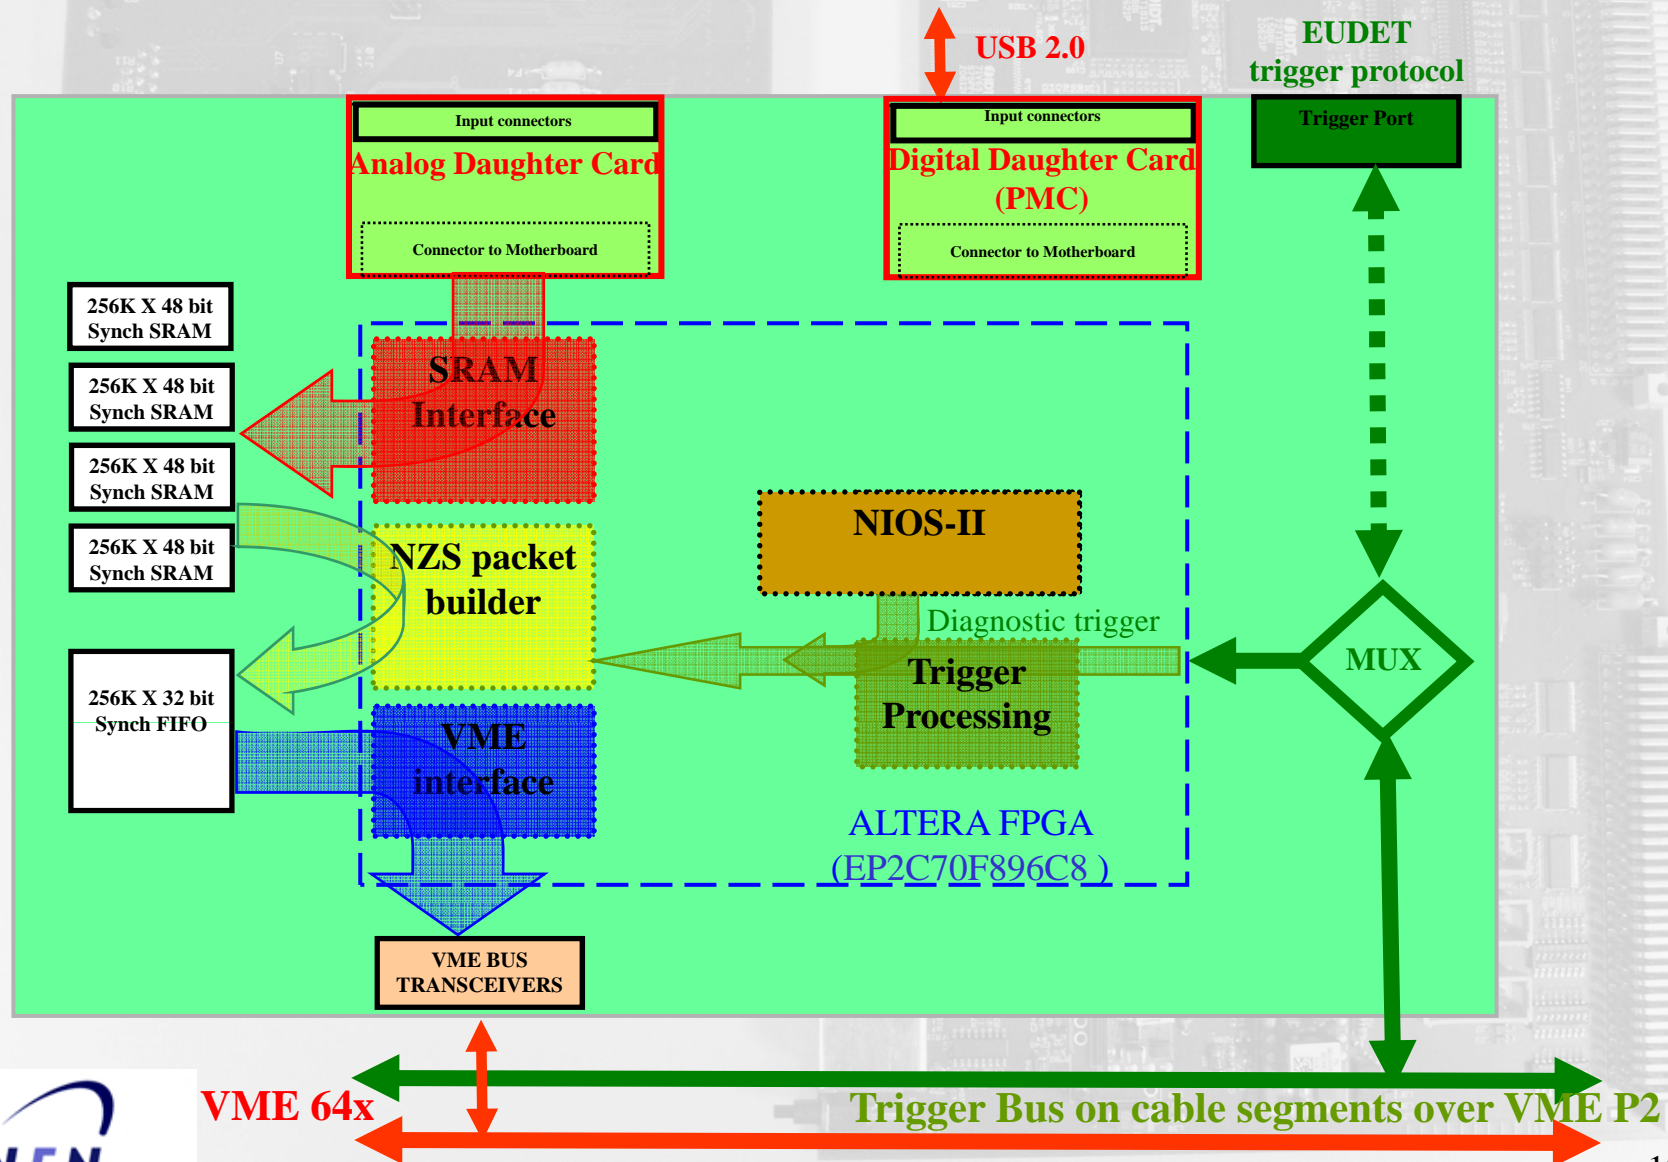 USB 2.0
EUDET
trigger protocol
Input connectors
Analog Daughter Card
Connector to Motherboard
Input connectors
Digital Daughter Card
(PMC)
Connector to Motherboard
Trigger Port
256K X 48 bit
Synch SRAM
256K X 48 bit
Synch SRAM
256K X 48 bit
Synch SRAM
256K X 48 bit
Synch SRAM
SRAM
Interface
NZS packet
builder
NIOS-II
Diagnostic trigger
Trigger
Processing
MUX
256K X 32 bit
Synch FIFO
VME
interface
ALTERA FPGA
(EP2C70F896C8 )
VME BUS
TRANSCEIVERS
VME 64x
Trigger Bus on cable segments over VME P2